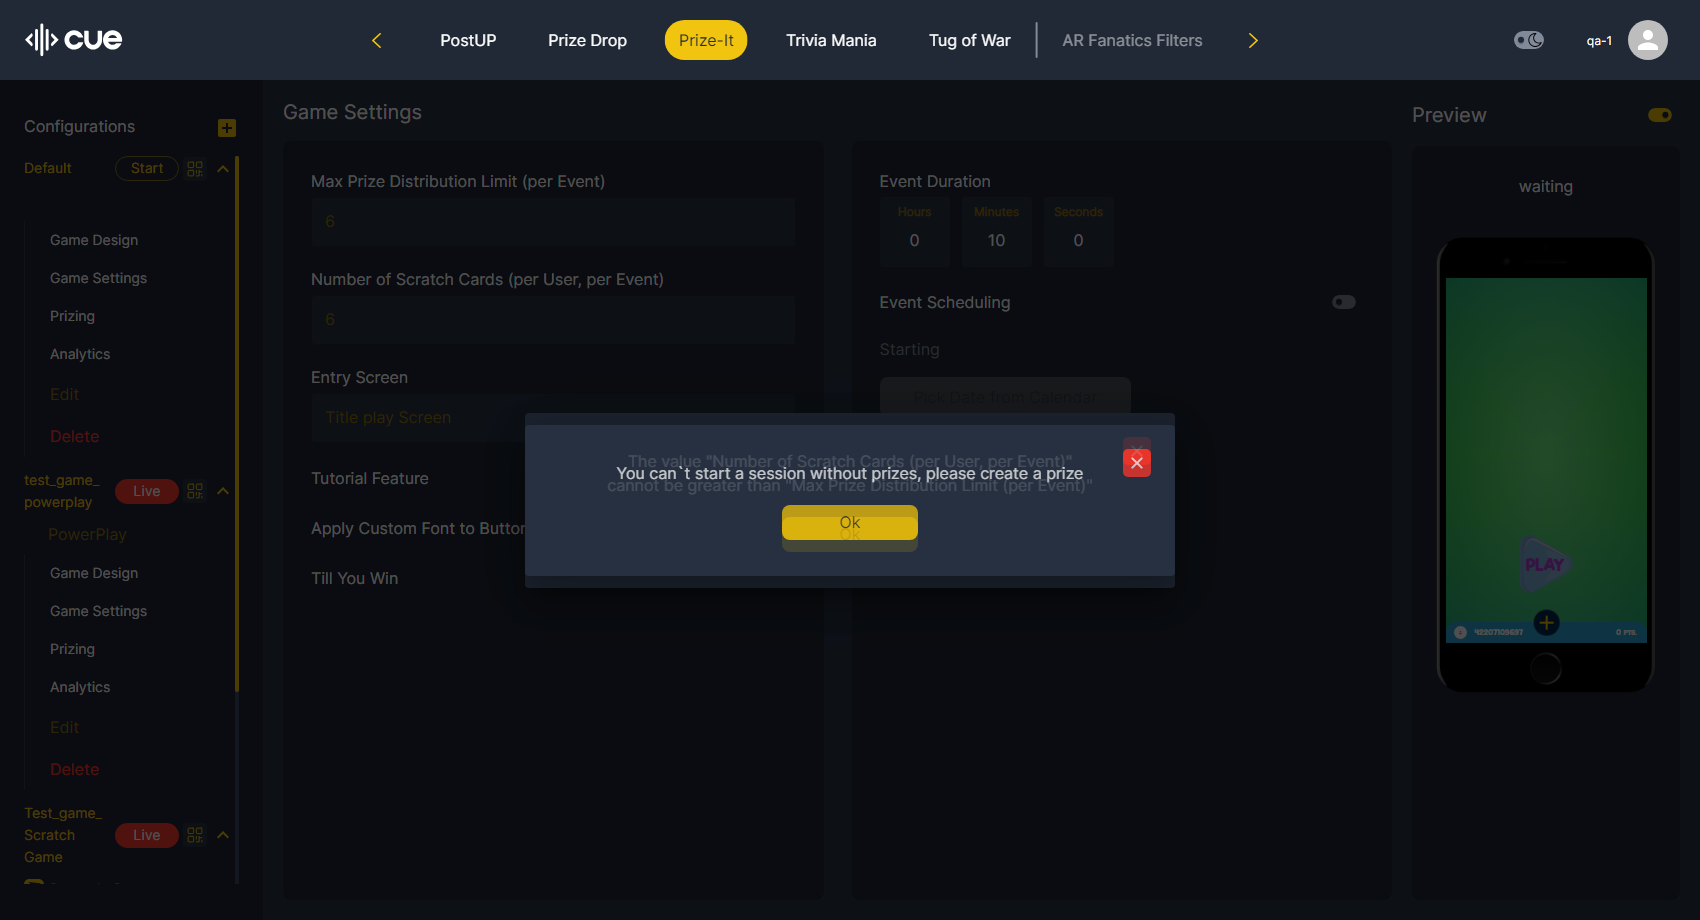 cue
PostUP
Prize Drop
Prize-It
Trivia Mania
Tug of War
AR Fanatics Filters
qa-1
Configurations
Default
Start
Game Design
Game Settings
Prizing
Analytics
Edit
Delete
test_game_
powerplay
Live
PowerPlay
Game Design
Game Settings
Prizing
Analytics
Edit
Delete
Test_game_
Scratch
Game
Live
Game Settings
Max Prize Distribution Limit (per Event)
6
Number of Scratch Cards (per User, per Event)
6
Entry Screen
Title play Screen
Tutorial Feature
Apply Custom Font to Button
Till You Win
Event Duration
Hours
Minutes
Seconds
0
10
0
Event Scheduling
Starting
Pick Date from Calendar
The value "Number of Scratch Cards (per User, per Event)"
cannot be greater than "Max Prize Distribution Limit (per Event)"
Ok
You can`t start a session without prizes, please create a prize
Ok
Preview
waiting
PLAY
0 PTS.